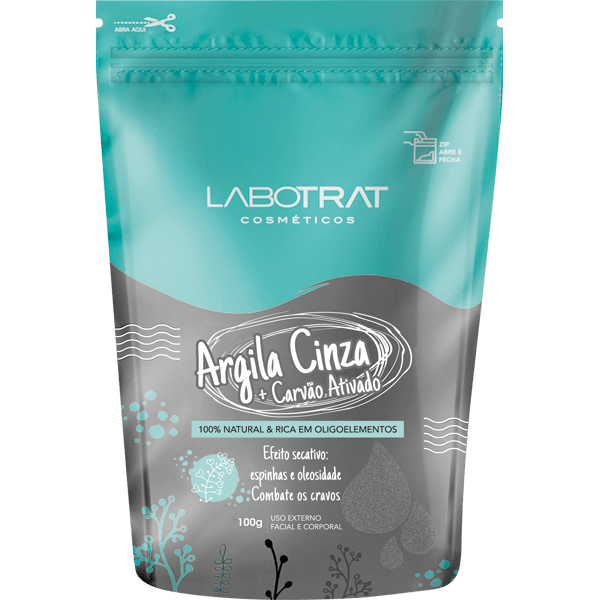 ABRA AQUI
ZIP
ABRE E
FECHA
LABOTRAT
COSMÉTICOS
Argila Cinza
+ Carvão Ativado
100% NATURAL & RICA EM OLIGOELEMENTOS
Efeito secativo:
espinhas e oleosidade
Combate os cravos
100g
USO EXTERNO
FACIAL E CORPORAL